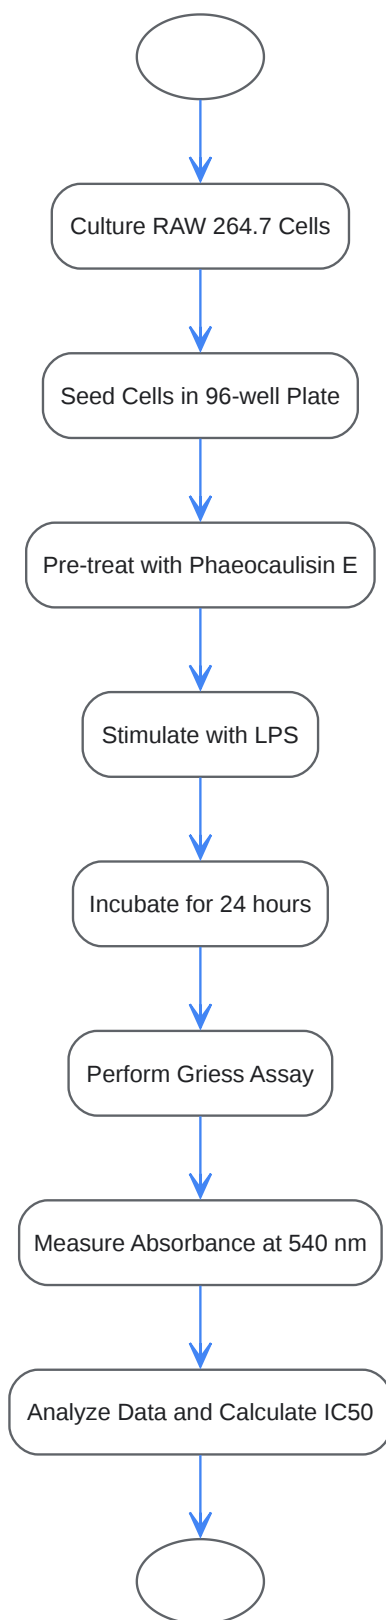 Culture RAW 264.7 Cells
Seed Cells in 96-well Plate
Pre-treat with Phaeocaulisin E
Stimulate with LPS
Incubate for 24 hours
Perform Griess Assay
Measure Absorbance at 540 nm
Analyze Data and Calculate IC50